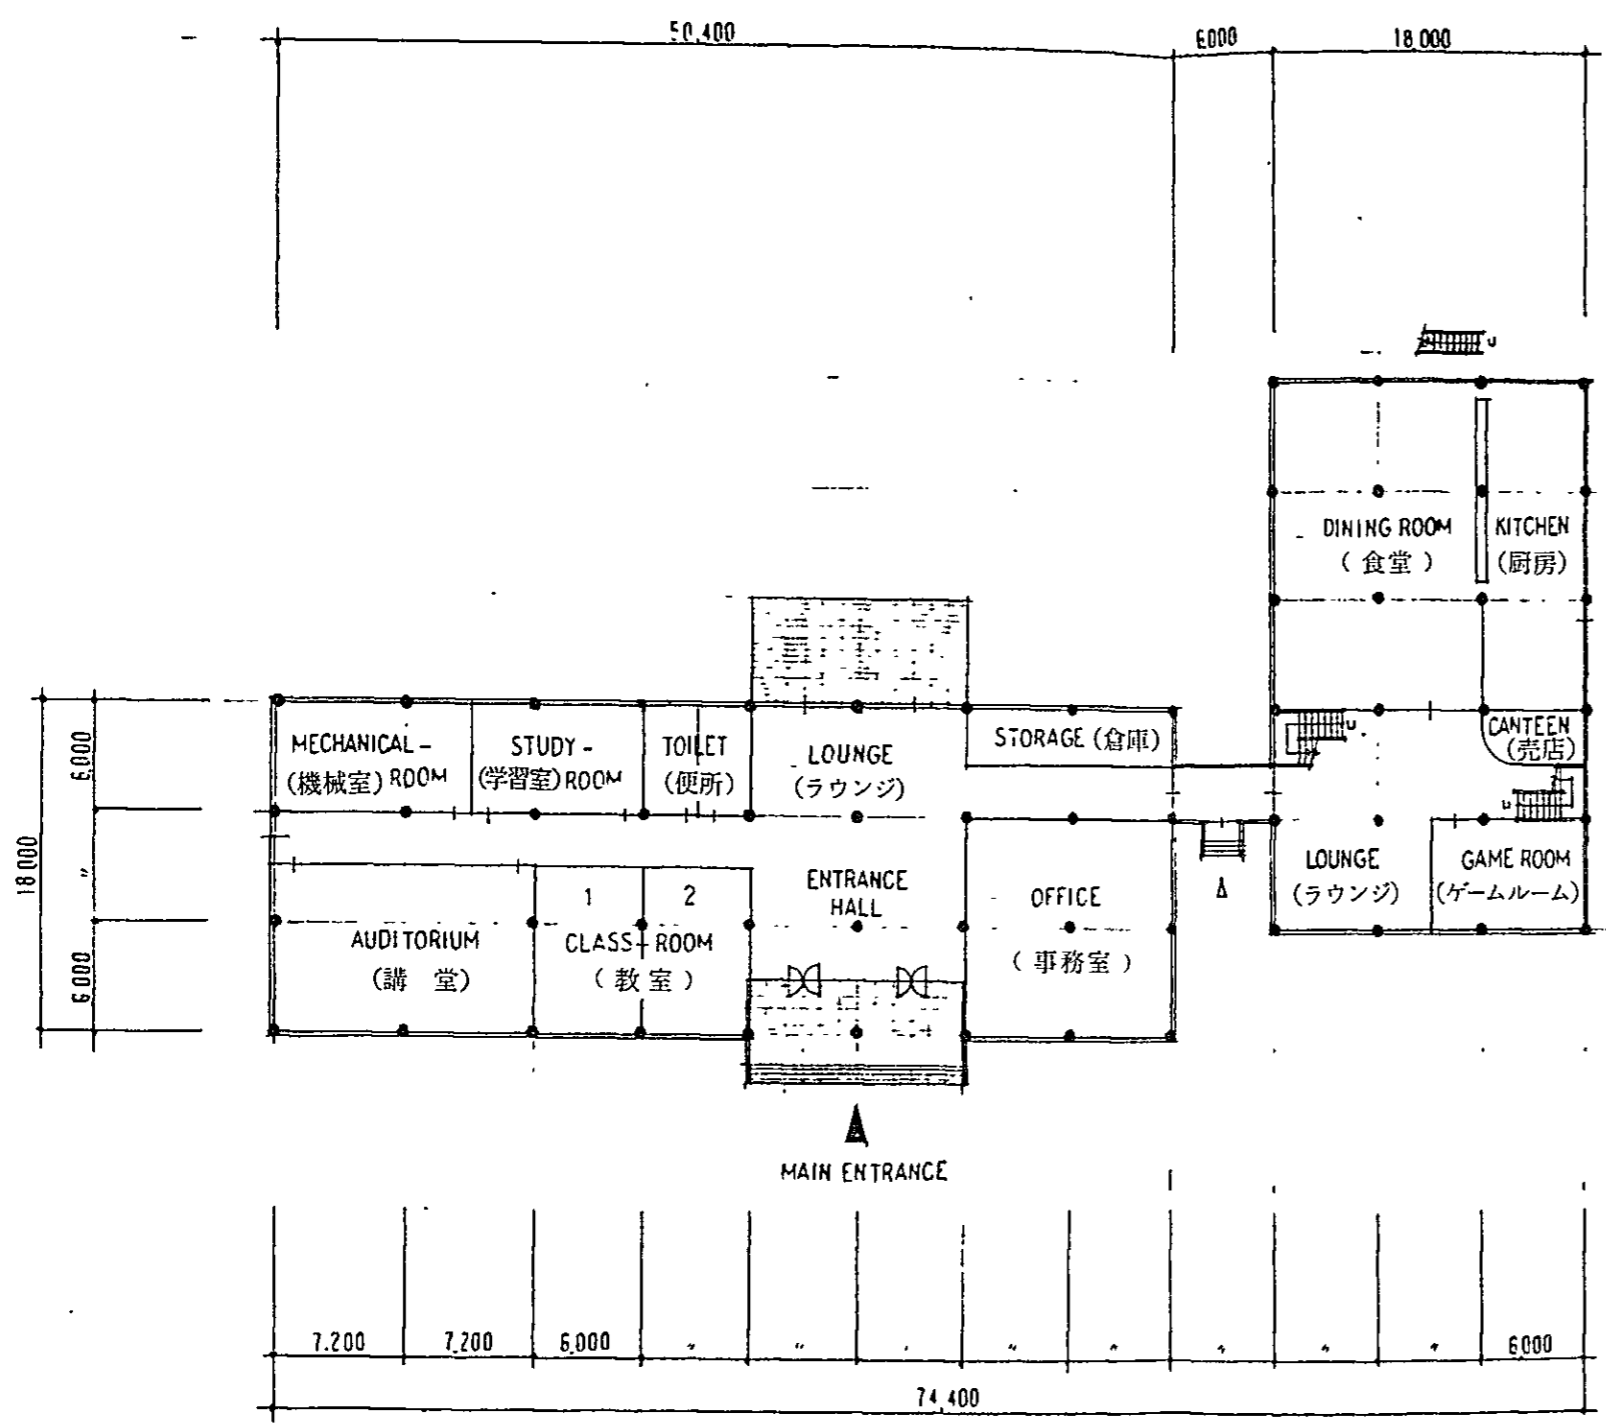 50,400
6000
18,000
U
DINING ROOM
(食堂)
KITCHEN
(厨房)
MECHANICAL-
(機械室) ROOM
STUDY-
(学習室) ROOM
TOILET
(便所)
LOUNGE
(ラウンジ)
STORAGE (倉庫)
U
CANTEEN
(売店)
U
6,000
"
6,000
18,000
ENTRANCE
HALL
1
2
CLASS-ROOM
(教室)
AUDITORIUM
(講 堂)
OFFICE
(事務室)
LOUNGE
(ラウンジ)
GAME ROOM
(ゲームルーム)
MAIN ENTRANCE
7,200
7,200
6,000
"
"
"
"
"
"
"
"
6000
74,400